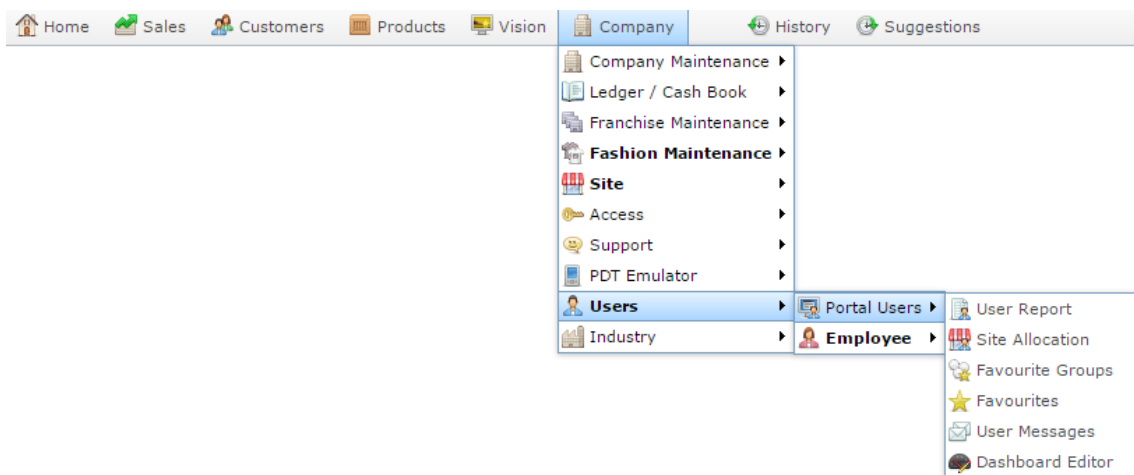 Home Sales Customers Products Vision Company History Suggestions
Company Maintenance
Ledger / Cash Book
Franchise Maintenance
Fashion Maintenance
Site
Access
Support
PDT Emulator
Users
Industry
Portal Users
Employee
User Report
Site Allocation
Favourite Groups
Favourites
User Messages
Dashboard Editor